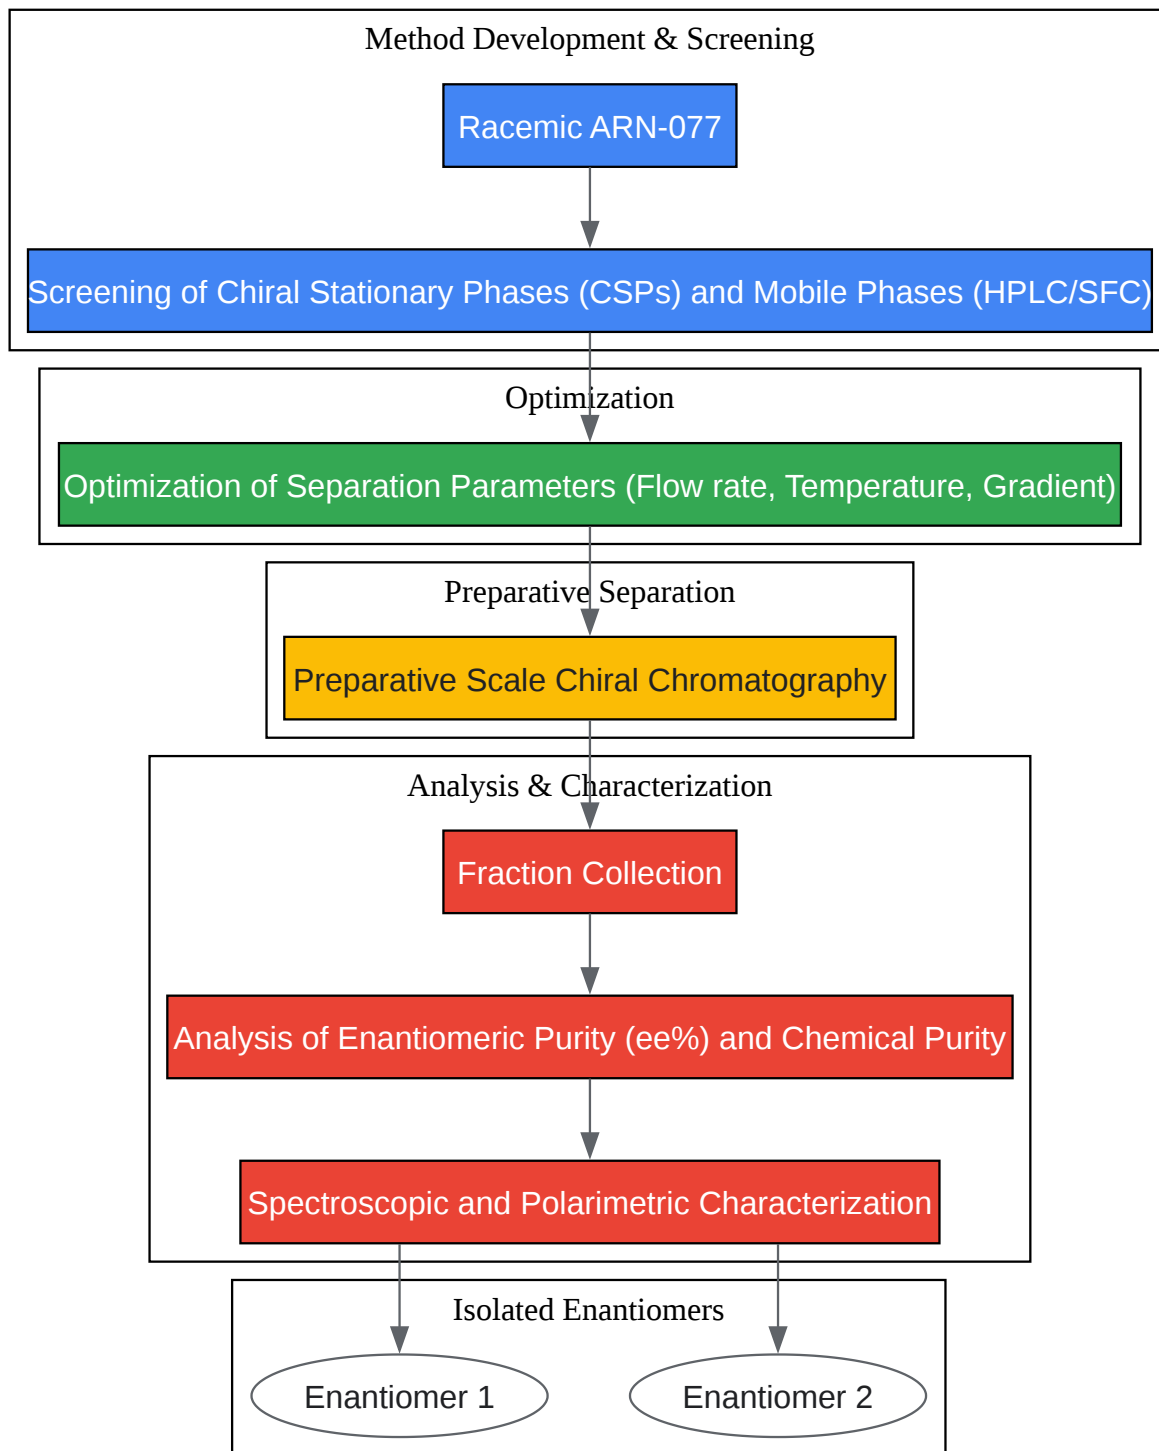 Method Development & Screening
Racemic ARN-077
Screening of Chiral Stationary Phases (CSPs) and Mobile Phases (HPLC/SFC)
Optimization
Optimization of Separation Parameters (Flow rate, Temperature, Gradient)
Preparative Separation
Preparative Scale Chiral Chromatography
Analysis & Characterization
Fraction Collection
Analysis of Enantiomeric Purity (ee%) and Chemical Purity
Spectroscopic and Polarimetric Characterization
Isolated Enantiomers
Enantiomer 1
Enantiomer 2